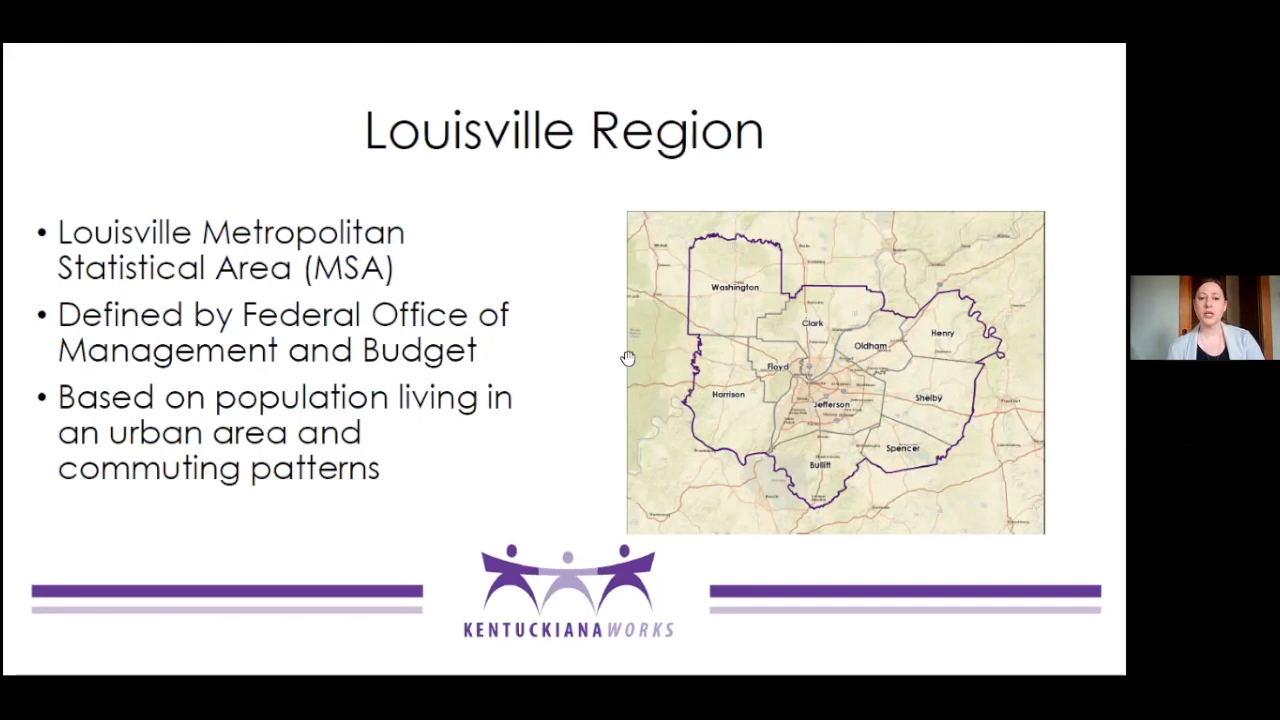 Louisville Region
• Louisville Metropolitan
Statistical Area (MSA)
• Defined by Federal Office of
Management and Budget
• Based on population living in
an urban area and
commuting patterns
Washington
Clark
Henry
Oldham
Floyd
Harrison
Shelby
Jefferson
Spencer
Bullitt
KENTUCKIANAWORKS